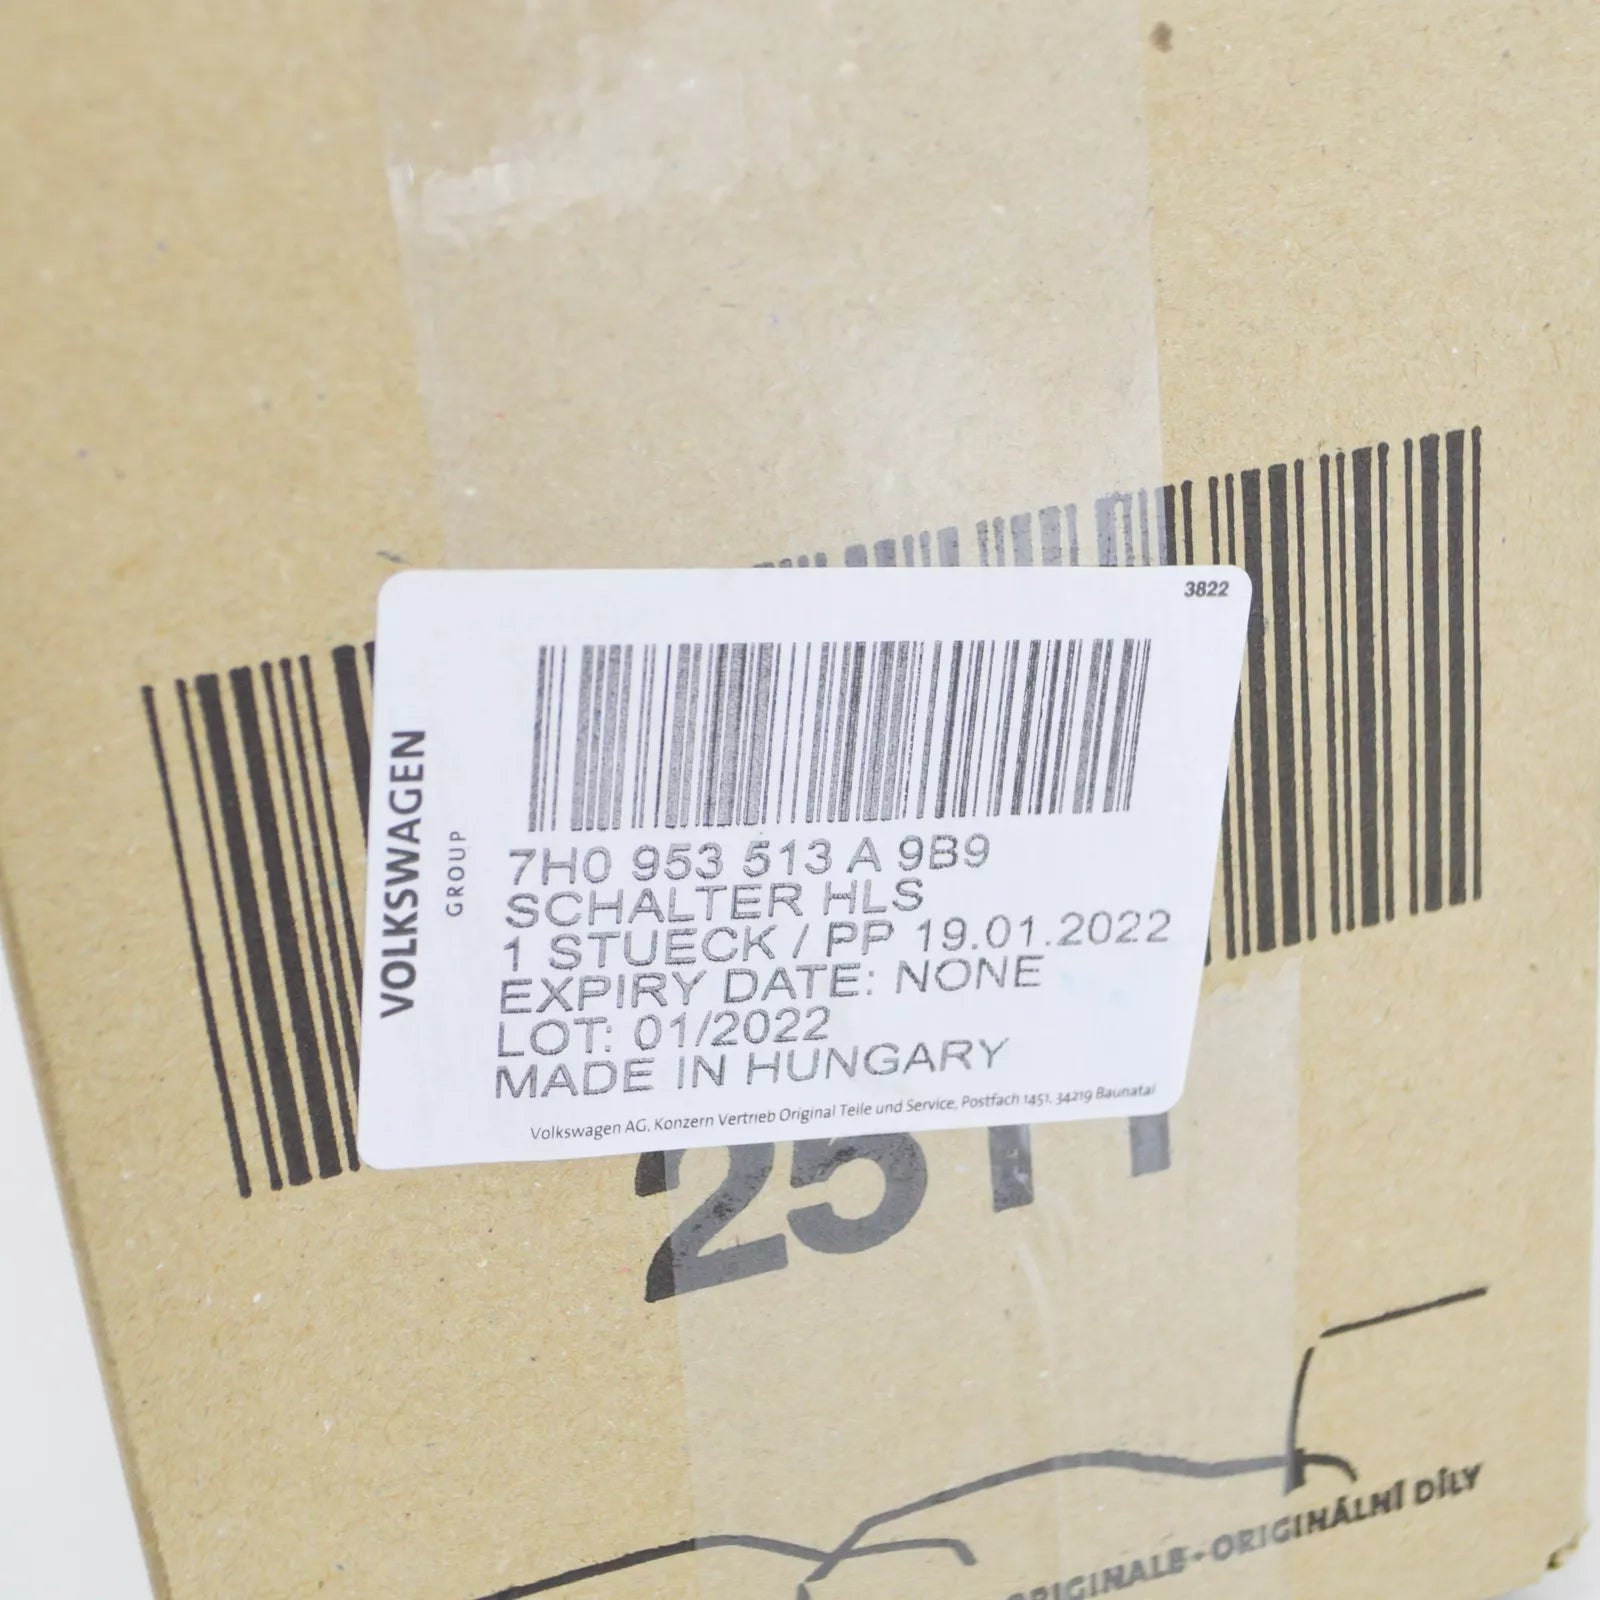 3822
VOLKSWAGEN
GROUP
7H0 953 513 A 9B9
SCHALTER HLS
1 STUECK / PP 19.01.2022
EXPIRY DATE: NONE
LOT: 01/2022
MADE IN HUNGARY
Volkswagen AG, Konzern Vertrieb Original Teile und Service, Postfach 1451, 34219 Baunatal
25
ORIGINALE - ORIGINÁLNÍ DÍLY